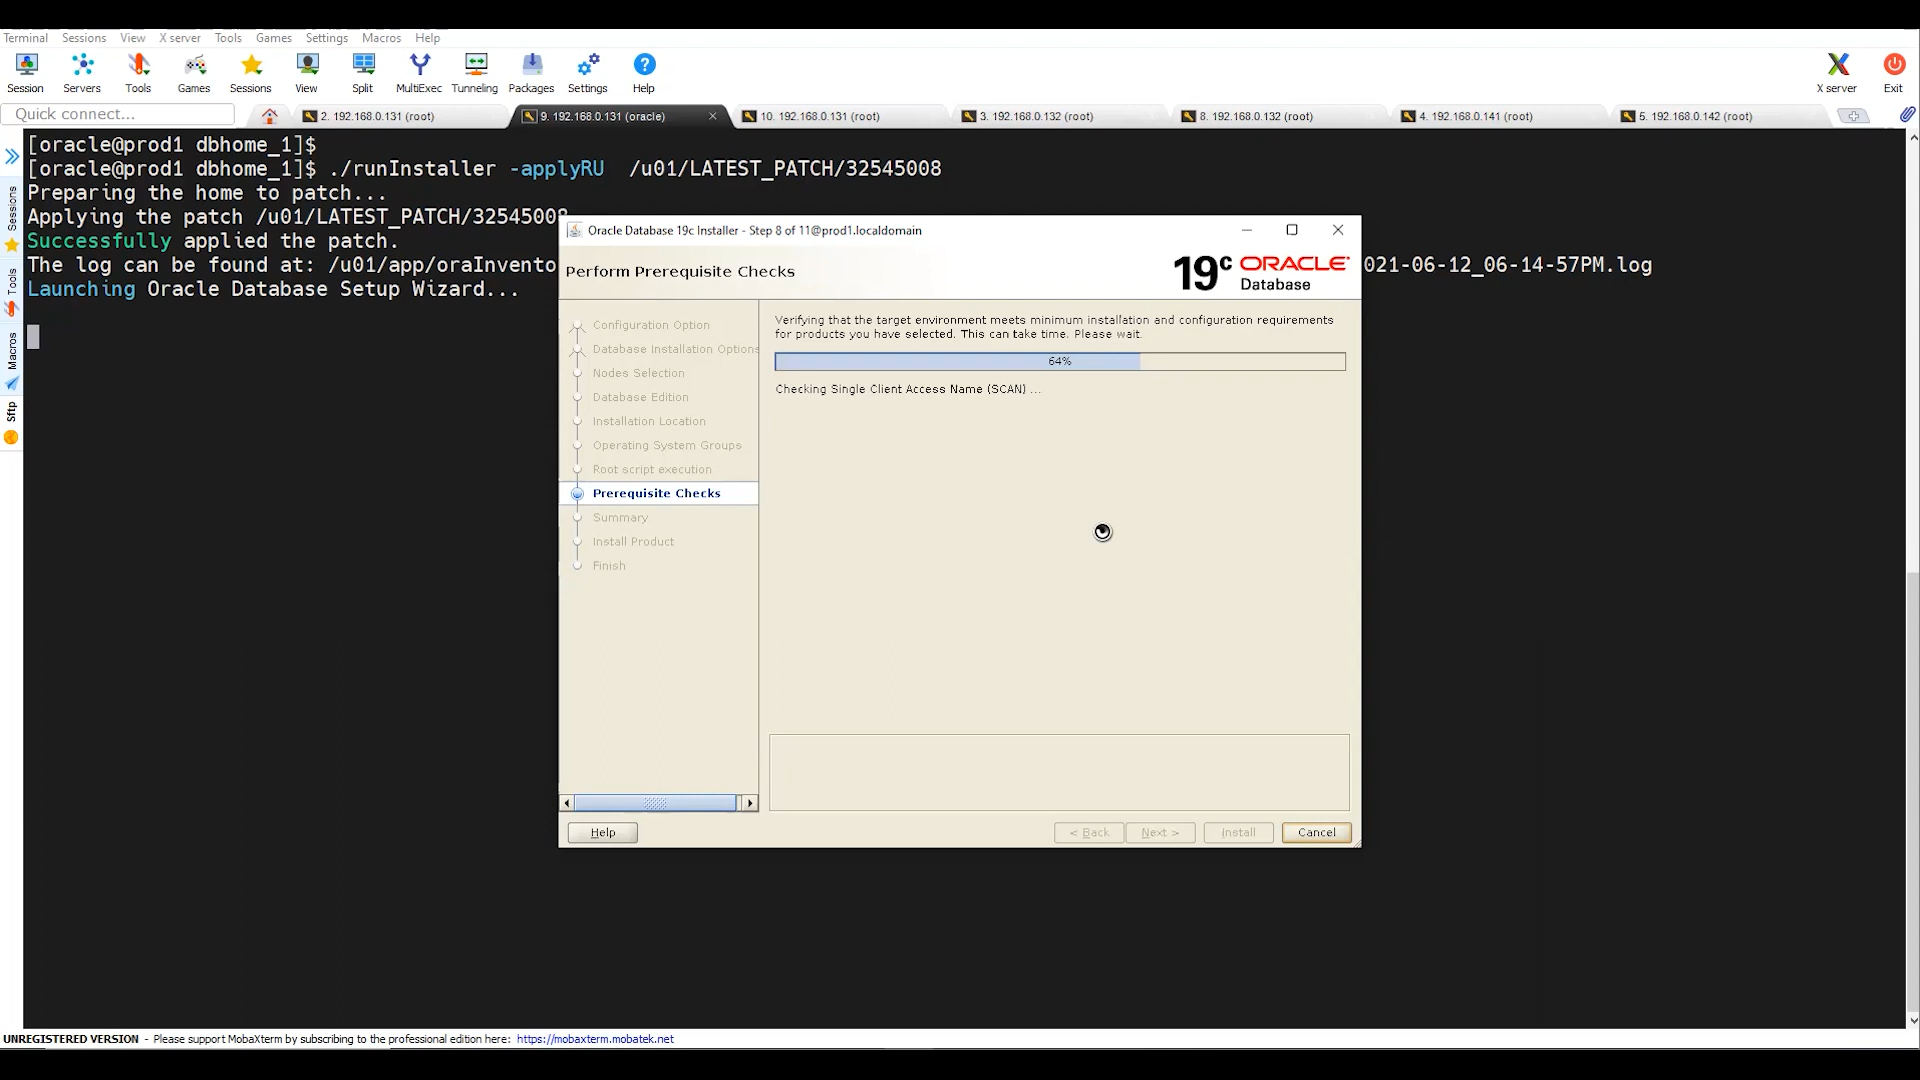 Terminal Sessions View X server Tools Games Settings Macros Help
Session Servers Tools Games Sessions View Split MultiExec Tunneling Packages Settings Help X server Exit
Quick connect... 2. 192.168.0.131 (root) 9. 192.168.0.131 (oracle) 10. 192.168.0.131 (root) 3. 192.168.0.132 (root) 8. 192.168.0.132 (root) 4. 192.168.0.141 (root) 5. 192.168.0.142 (root)
[oracle@prod1 dbhome_1]$
[oracle@prod1 dbhome_1]$ ./runInstaller -applyRU  /u01/LATEST_PATCH/32545008
Preparing the home to patch...
Applying the patch /u01/LATEST_PATCH/32545008
Successfully applied the patch.
The log can be found at: /u01/app/oraInvento
021-06-12_06-14-57PM.log
Launching Oracle Database Setup Wizard...
Sessions
Tools
Macros
Sftp
Oracle Database 19c Installer - Step 8 of 11@prod1.localdomain
Perform Prerequisite Checks
19c ORACLE
Database
Configuration Option
Database Installation Options
Nodes Selection
Database Edition
Installation Location
Operating System Groups
Root script execution
Prerequisite Checks
Summary
Install Product
Finish
Verifying that the target environment meets minimum installation and configuration requirements
for products you have selected. This can take time. Please wait.
64%
Checking Single Client Access Name (SCAN) ...
Help < Back Next > Install Cancel
UNREGISTERED VERSION - Please support MobaXterm by subscribing to the professional edition here: https://mobaxterm.mobatek.net